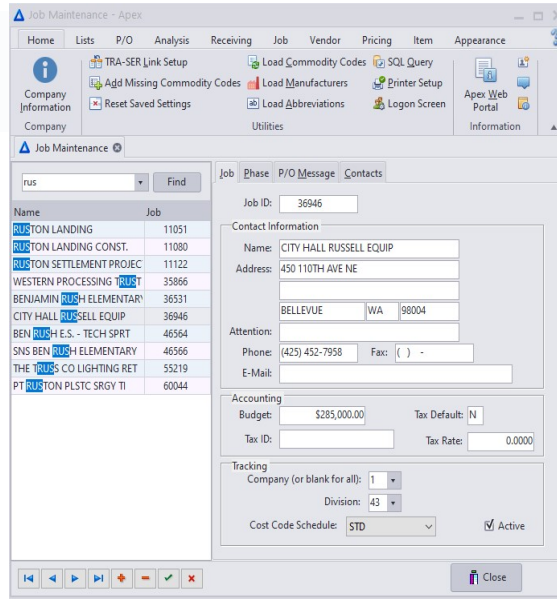 Job Maintenance - Apex
Home Lists P/O Analysis Receiving Job Vendor Pricing Item Appearance
Company Information
TRA-SER Link Setup
Add Missing Commodity Codes
Reset Saved Settings
Load Commodity Codes
Load Manufacturers
Load Abbreviations
SQL Query
Printer Setup
Logon Screen
Apex Web Portal
Company Utilities Information
Job Maintenance
rus Find
Name Job
RUSTON LANDING 11051
RUSTON LANDING CONST. 11080
RUSTON SETTLEMENT PROJEC 11122
WESTERN PROCESSING TRUST 35866
BENJAMIN RUSH ELEMENTARY 36531
CITY HALL RUSSELL EQUIP 36946
BEN RUSH E.S. - TECH SPRT 46564
SNS BEN RUSH ELEMENTARY 46566
THE TRUSS CO LIGHTING RET 55219
PT RUSTON PLSTC SRGY TI 60044
Job Phase P/O Message Contacts
Job ID: 36946
Contact Information
Name: CITY HALL RUSSELL EQUIP
Address: 450 110TH AVE NE
BELLEVUE WA 98004
Attention:
Phone: (425) 452-7958 Fax: ( ) -
E-Mail:
Accounting
Budget: $285,000.00 Tax Default: N
Tax ID: Tax Rate: 0.0000
Tracking
Company (or blank for all): 1
Division: 43
Cost Code Schedule: STD Active
Close